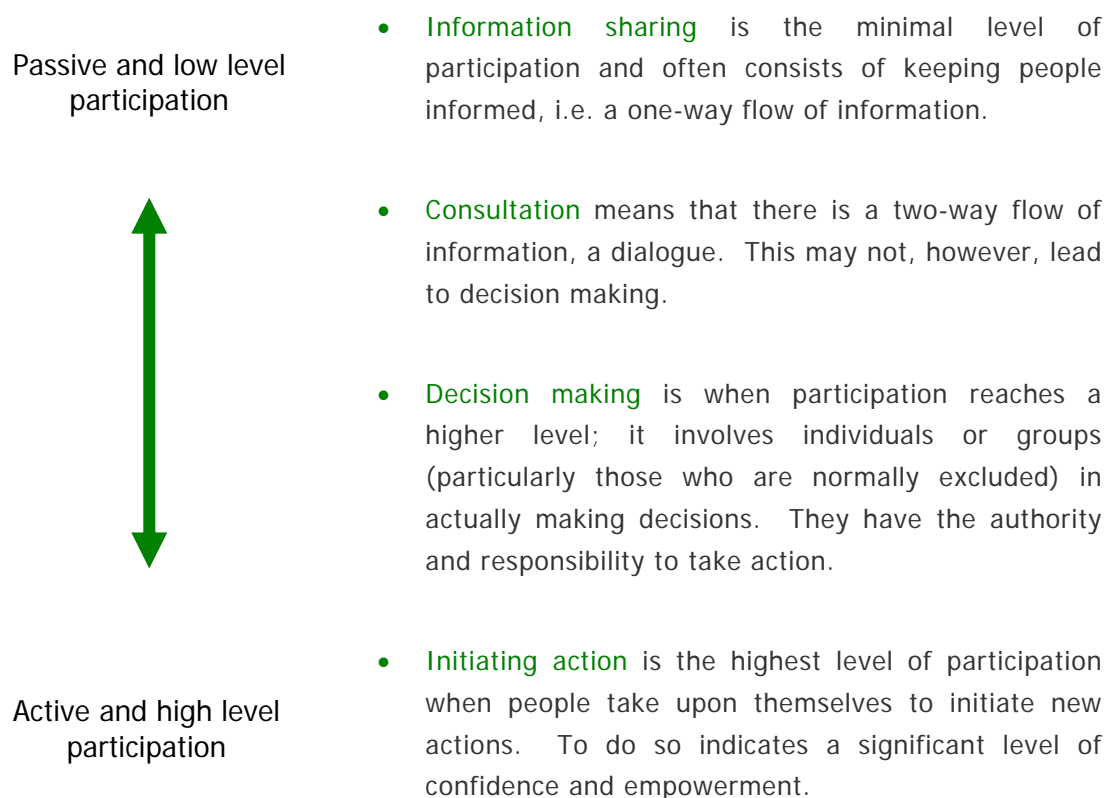 Passive and low level
participation
• Information sharing is the minimal level of
participation and often consists of keeping people
informed, i.e. a one-way flow of information.
• Consultation means that there is a two-way flow of
information, a dialogue. This may not, however, lead
to decision making.
• Decision making is when participation reaches a
higher level; it involves individuals or groups
(particularly those who are normally excluded) in
actually making decisions. They have the authority
and responsibility to take action.
Active and high level
participation
• Initiating action is the highest level of participation
when people take upon themselves to initiate new
actions. To do so indicates a significant level of
confidence and empowerment.